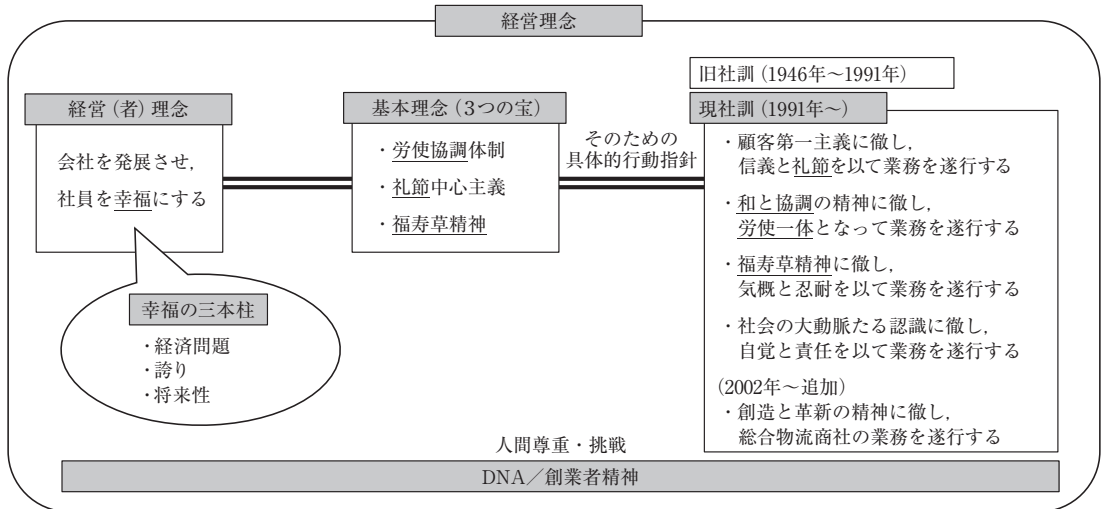 経営理念
経営（者）理念
会社を発展させ，
社員を幸福にする
幸福の三本柱
・経済問題
・誇り
・将来性
基本理念（3つの宝）
・労使協調体制
・礼節中心主義
・福寿草精神
そのための
具体的行動指針
旧社訓（1946年～1991年）
現社訓（1991年～）
・顧客第一主義に徹し，
信義と礼節を以て業務を遂行する
・和と協調の精神に徹し，
労使一体となって業務を遂行する
・福寿草精神に徹し，
気概と忍耐を以て業務を遂行する
・社会の大動脈たる認識に徹し，
自覚と責任を以て業務を遂行する
（2002年～追加）
・創造と革新の精神に徹し，
総合物流商社の業務を遂行する
人間尊重・挑戦
DNA／創業者精神